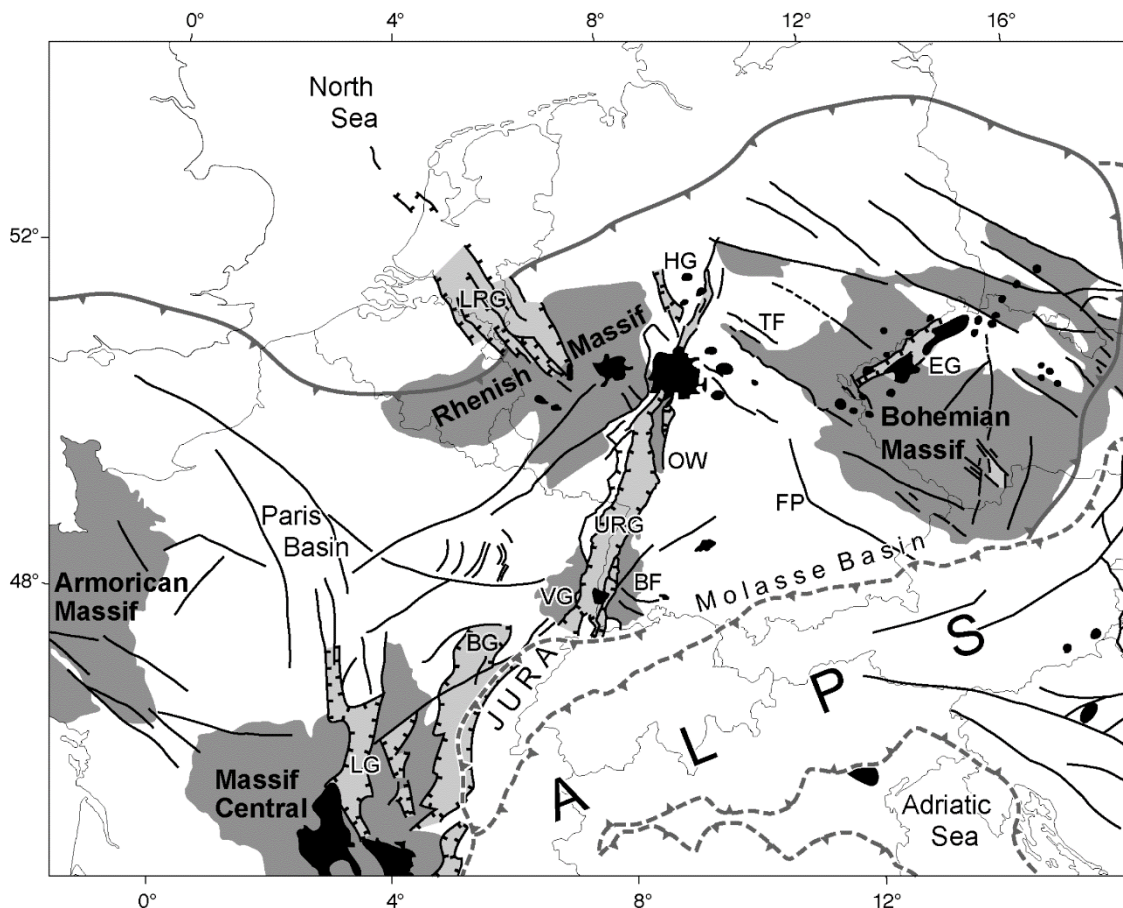 0° 4° 8° 12° 16°
North
Sea
52°
HG
LRG
TF
Rhenish Massif
EG
Bohemian
Massif
OW
FP
URG
Paris
Basin
48°
Armorican
Massif
VG
BF
Molasse Basin
BG
JURA
ALPS
LG
Massif
Central
Adriatic
Sea
0° 4° 8° 12°